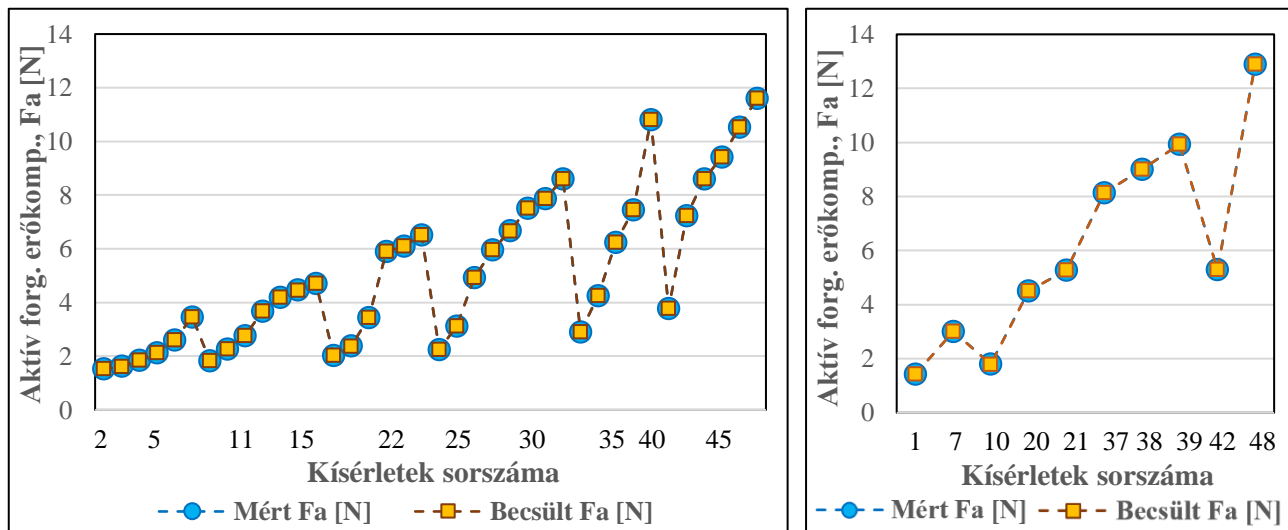 Aktív forg. erőkomp., Fa [N]
14
12
10
8
6
4
2
0
2 5 11 15 22 25 30 35 40 45
Kísérletek sorszáma
Mért Fa [N] Becsült Fa [N]
Aktív forg. erőkomp., Fa [N]
14
12
10
8
6
4
2
0
1 7 10 20 21 37 38 39 42 48
Kísérletek sorszáma
Mért Fa [N] Becsült Fa [N]